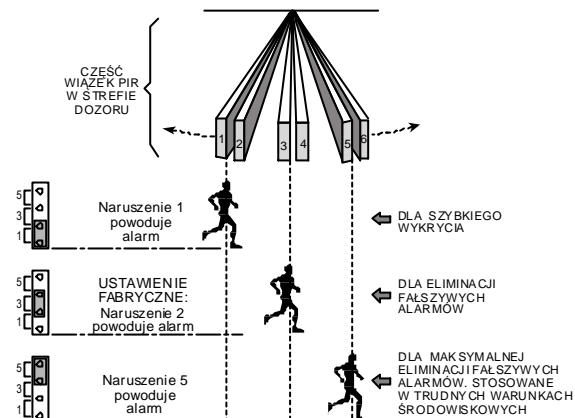 CZĘŚĆ
WIĄZEK PIR
W STREFIE
DOZORU
1
2
3
4
5
6
5
3
1
Naruszenie 1
powoduje
alarm
DLA SZYBKIEGO
WYKRYCIA
5
3
1
USTAWIENIE
FABRYCZNE:
Naruszenie 2
powoduje alarm
DLA ELIMINACJI
FAŁSZYWYCH
ALARMÓW
5
3
1
Naruszenie 5
powoduje
alarm
DLA MAKSYMALNEJ
ELIMINACJI FAŁSZYWYCH
ALARMÓW. STOSOWANE
W TRUDNYCH WARUNKACH
ŚRODOWISKOWYCH